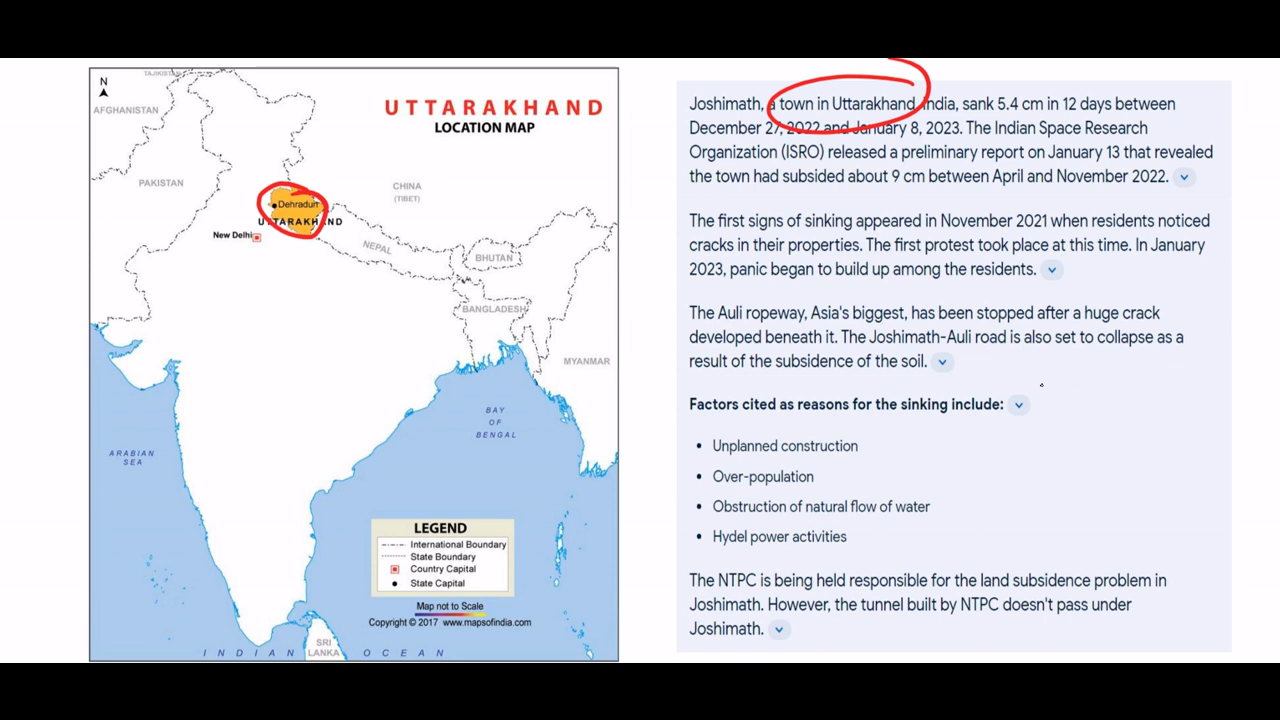 N
TAJIKISTAN
AFGHANISTAN
UTTARAKHAND
LOCATION MAP
PAKISTAN
CHINA
(TIBET)
Dehradun
UTTARAKHAND
New Delhi
NEPAL
BHUTAN
BANGLADESH
MYANMAR
BAY
OF
BENGAL
ARABIAN
SEA
LEGEND
International Boundary
State Boundary
Country Capital
State Capital
Map not to Scale
Copyright © 2017 www.mapsofindia.com
SRI
LANKA
INDIAN OCEAN
Joshimath, a town in Uttarakhand, India, sank 5.4 cm in 12 days between
December 27, 2022 and January 8, 2023. The Indian Space Research
Organization (ISRO) released a preliminary report on January 13 that revealed
the town had subsided about 9 cm between April and November 2022.
The first signs of sinking appeared in November 2021 when residents noticed
cracks in their properties. The first protest took place at this time. In January
2023, panic began to build up among the residents.
The Auli ropeway, Asia's biggest, has been stopped after a huge crack
developed beneath it. The Joshimath-Auli road is also set to collapse as a
result of the subsidence of the soil.
Factors cited as reasons for the sinking include:
• Unplanned construction
• Over-population
• Obstruction of natural flow of water
• Hydel power activities
The NTPC is being held responsible for the land subsidence problem in
Joshimath. However, the tunnel built by NTPC doesn't pass under
Joshimath.